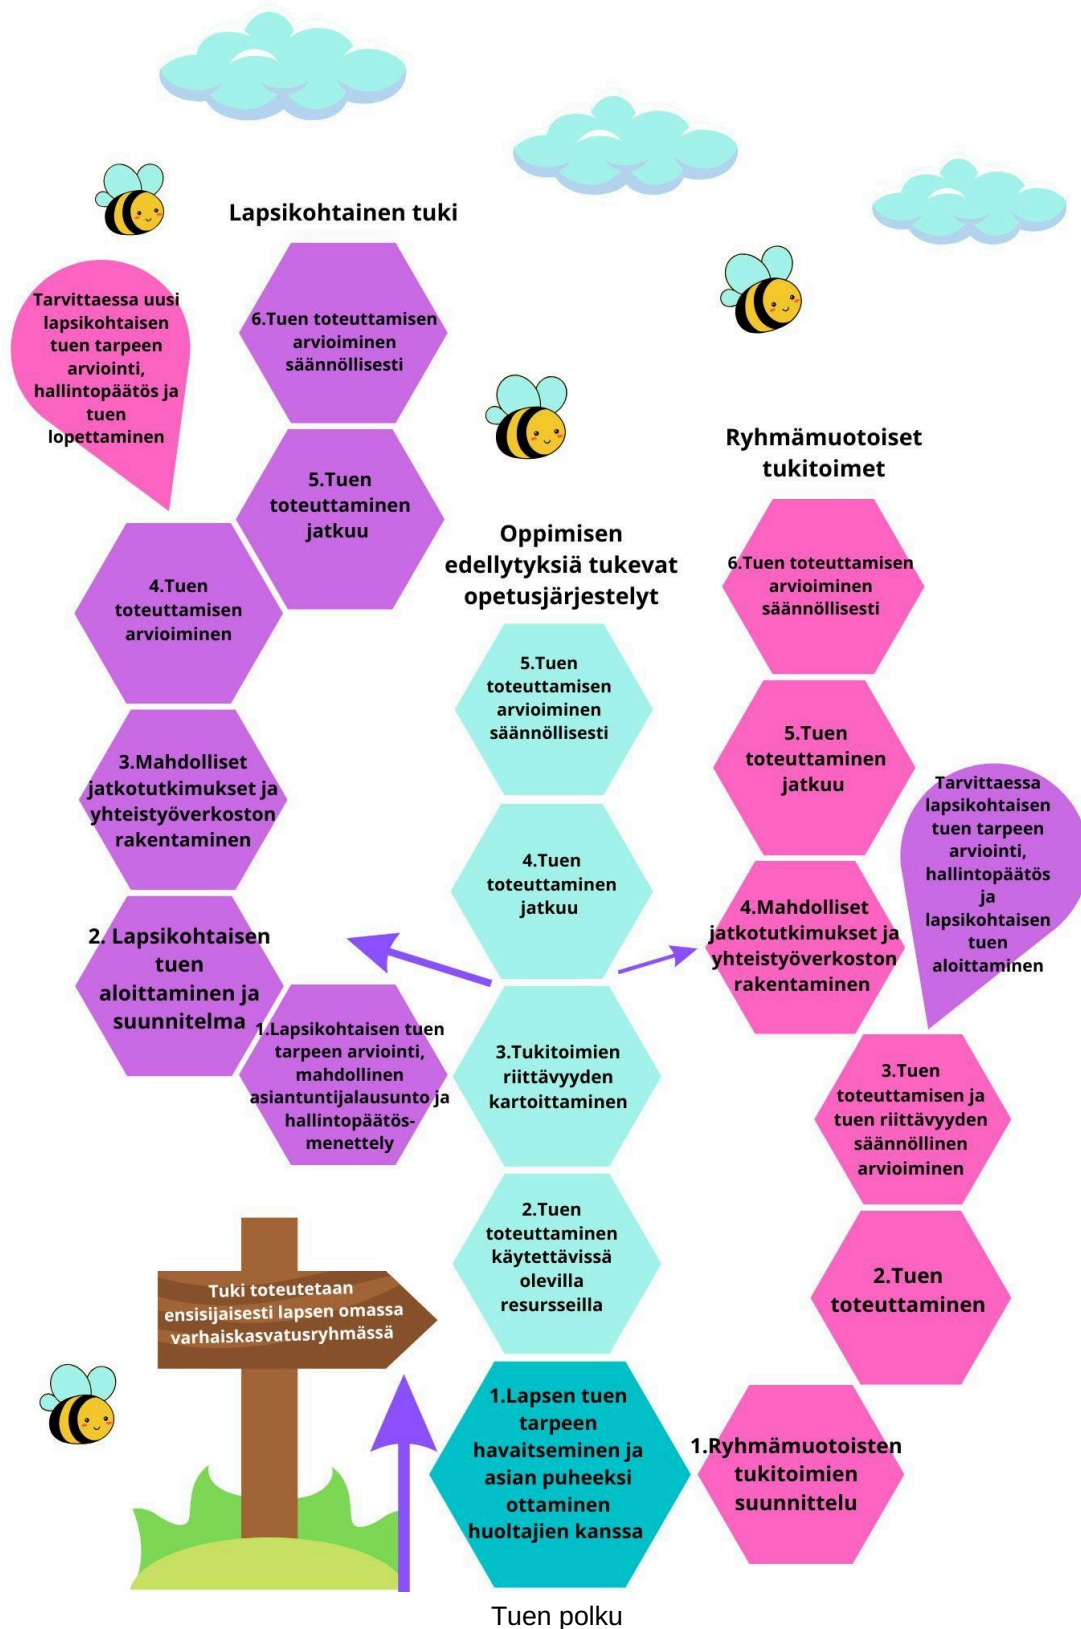 Lapsikohtainen tuki
Tarvittaessa uusi
lapsikohtaisen
tuen tarpeen
arviointi,
hallintopäätös ja
tuen
lopettaminen
6.Tuen toteuttamisen
arvioiminen
säännöllisesti
5.Tuen
toteuttaminen
jatkuu
4.Tuen
toteuttamisen
arvioiminen
3.Mahdolliset
jatkotutkimukset ja
yhteistyöverkoston
rakentaminen
2. Lapsikohtaisen
tuen
aloittaminen ja
suunnitelma
1.Lapsikohtaisen tuen
tarpeen arviointi,
mahdollinen
asiantuntijalausunto ja
hallintopäätös-
menettely
Oppimisen
edellytyksiä tukevat
opetusjärjestelyt
5.Tuen
toteuttamisen
arvioiminen
säännöllisesti
4.Tuen
toteuttaminen
jatkuu
3.Tukitoimien
riittävyyden
kartoittaminen
2.Tuen
toteuttaminen
käytettävissä
olevilla
resursseilla
1.Lapsen tuen
tarpeen
havaitseminen ja
asian puheeksi
ottaminen
huoltajien kanssa
Ryhmämuotoiset
tukitoimet
6.Tuen toteuttamisen
arvioiminen
säännöllisesti
5.Tuen
toteuttaminen
jatkuu
Tarvittaessa
lapsikohtaisen
tuen tarpeen
arviointi,
hallintopäätös
ja
lapsikohtaisen
tuen
aloittaminen
4.Mahdolliset
jatkotutkimukset ja
yhteistyöverkoston
rakentaminen
3.Tuen
toteuttamisen ja
tuen riittävyyden
säännöllinen
arvioiminen
2.Tuen
toteuttaminen
1.Ryhmämuotoisten
tukitoimien
suunnittelu
Tuki toteutetaan
ensisijaisesti lapsen omassa
varhaiskasvatusryhmässä
Tuen polku